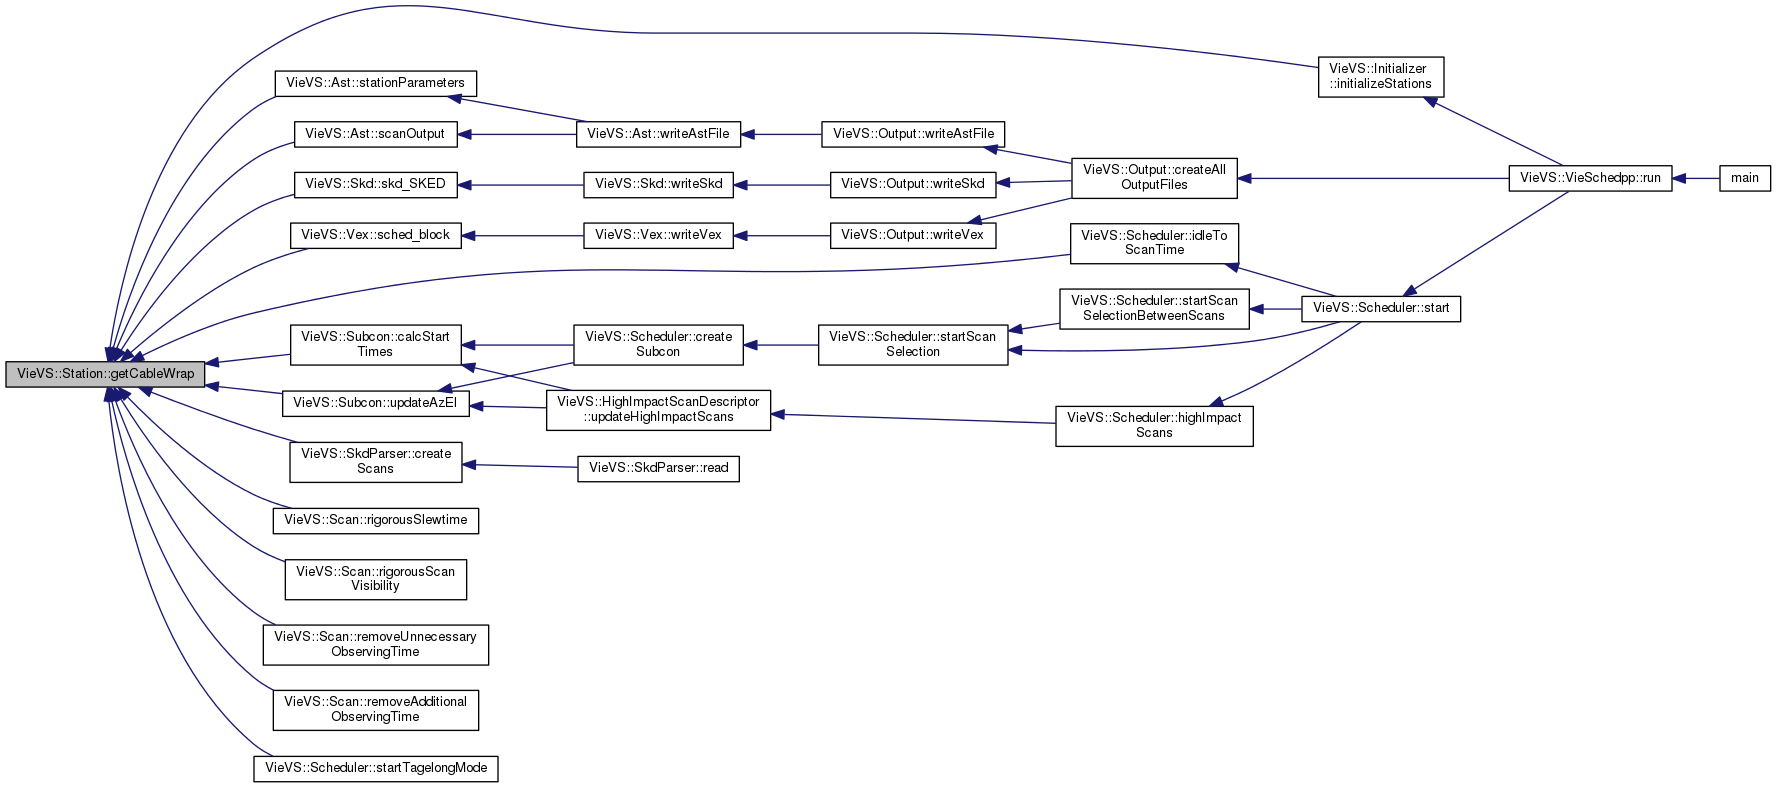 VieVS::Initializer
::initializeStations
VieVS::Ast::stationParameters
VieVS::Ast::scanOutput
VieVS::Ast::writeAstFile
VieVS::Output::writeAstFile
VieVS::Output::createAll
OutputFiles
VieVS::VieSchedpp::run
main
VieVS::Skd::skd_SKED
VieVS::Skd::writeSkd
VieVS::Output::writeSkd
VieVS::Vex::sched_block
VieVS::Vex::writeVex
VieVS::Output::writeVex
VieVS::Scheduler::idleTo
ScanTime
VieVS::Scheduler::startScan
SelectionBetweenScans
VieVS::Scheduler::start
VieVS::Subcon::calcStart
Times
VieVS::Scheduler::create
Subcon
VieVS::Scheduler::startScan
Selection
VieVS::Station::getCableWrap
VieVS::Subcon::updateAzEl
VieVS::HighImpactScanDescriptor
::updateHighImpactScans
VieVS::Scheduler::highImpact
Scans
VieVS::SkdParser::create
Scans
VieVS::SkdParser::read
VieVS::Scan::rigorousSlewtime
VieVS::Scan::rigorousScan
Visibility
VieVS::Scan::removeUnnecessary
ObservingTime
VieVS::Scan::removeAdditional
ObservingTime
VieVS::Scheduler::startTagelongMode